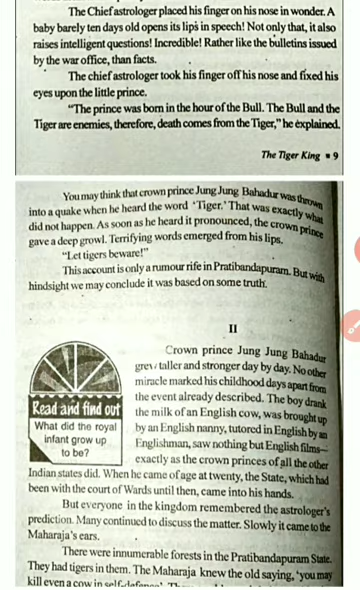 The Chief astrologer placed his finger on his nose in wonder. A
baby barely ten days old opens its lips in speech! Not only that, it also
raises intelligent questions! Incredible! Rather like the bulletins issued
by the war office, than facts.
The chief astrologer took his finger off his nose and fixed his
eyes upon the little prince.
“The prince was born in the hour of the Bull. The Bull and the
Tiger are enemies, therefore, death comes from the Tiger,” he explained.
The Tiger King ■ 9
You may think that crown prince Jung Jung Bahadur was thrown
into a quake when he heard the word ‘Tiger.’ That was exactly what
did not happen. As soon as he heard it pronounced, the crown prince
gave a deep growl. Terrifying words emerged from his lips.
“Let tigers beware!”
This account is only a rumour rife in Pratibandapuram. But with
hindsight we may conclude it was based on some truth.
II
Crown prince Jung Jung Bahadur
grew taller and stronger day by day. No other
miracle marked his childhood days apart from
the event already described. The boy drank
the milk of an English cow, was brought up
by an English nanny, tutored in English by an
Englishman, saw nothing but English films—
exactly as the crown princes of all the other
Read and find out
What did the royal
infant grow up
to be?
Indian states did. When he came of age at twenty, the State, which had
been with the court of Wards until then, came into his hands.
But everyone in the kingdom remembered the astrologer's
prediction. Many continued to discuss the matter. Slowly it came to the
Maharaja's ears.
There were innumerable forests in the Pratibandapuram State.
They had tigers in them. The Maharaja knew the old saying, ‘you may
kill even a cow in self-defence’.